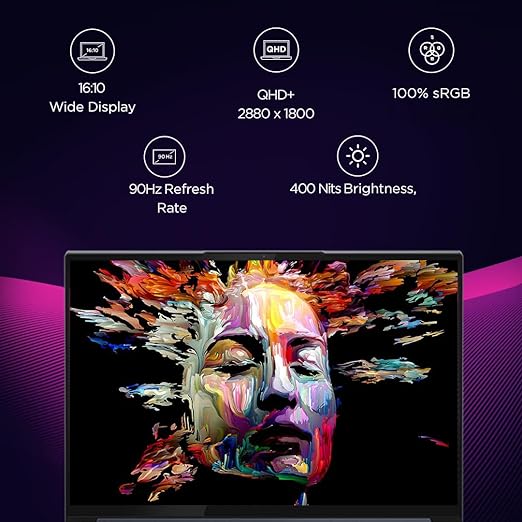 16:10
16:10
Wide Display
QHD
QHD+
2880 x 1800
S
100% sRGB
90Hz
90Hz Refresh
Rate
400 Nits Brightness,